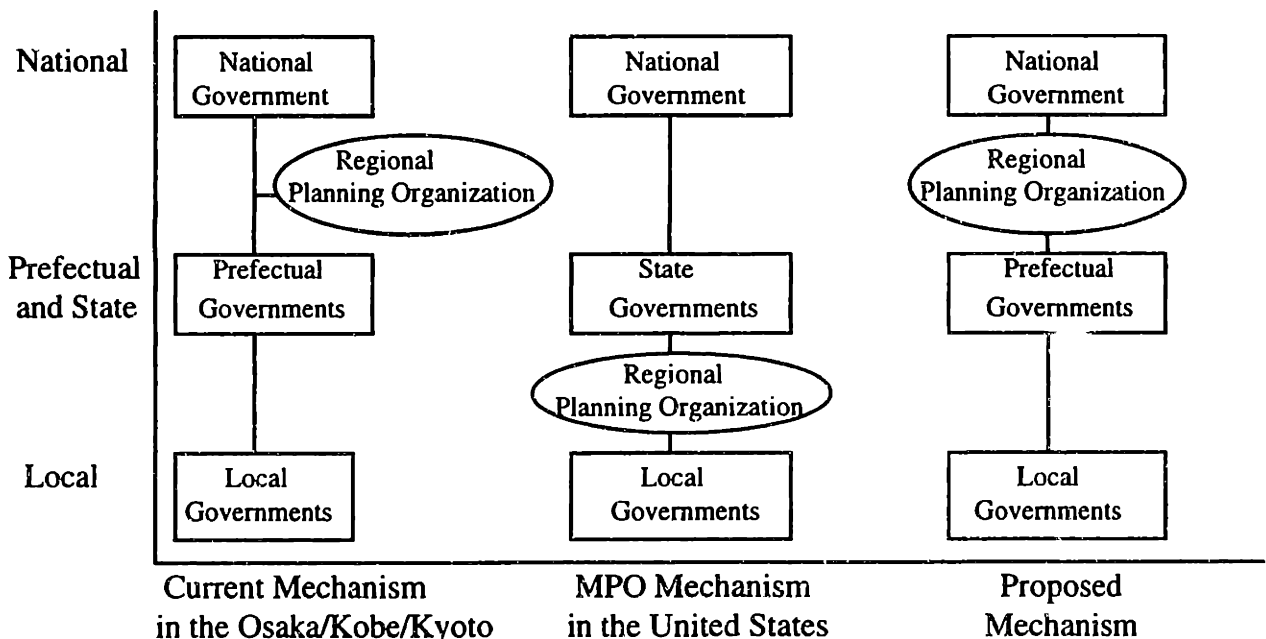 National
National
Government
National
Government
National
Government
Regional
Planning Organization
Regional
Planning Organization
Prefectual
and State
Prefectual
Governments
State
Governments
Prefectual
Governments
Regional
Planning Organization
Local
Local
Governments
Local
Governments
Local
Governments
Current Mechanism
in the Osaka/Kobe/Kyoto
MPO Mechanism
in the United States
Proposed
Mechanism